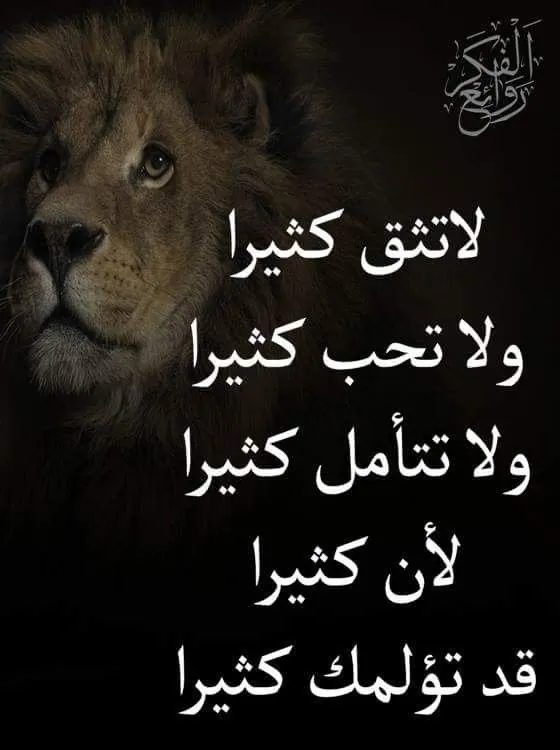 روائع الفكر
لاتثق كثيرا
ولا تحب كثيرا
ولا تتأمل كثيرا
لأن كثيرا
قد تؤلمك كثيرا